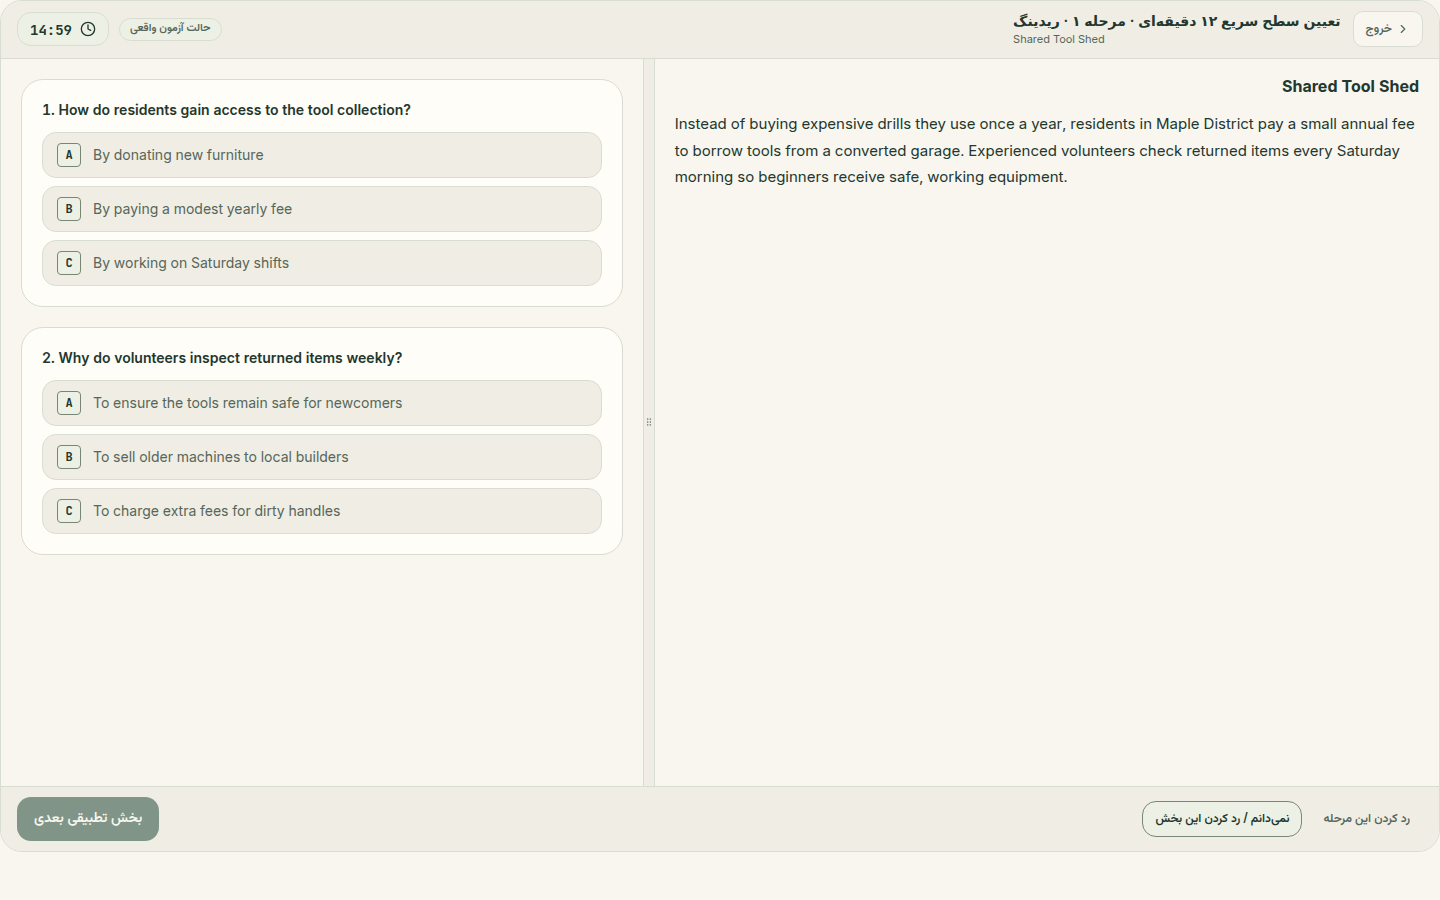 خروج
تعیین سطح سریع ۱۲ دقیقه‌ای · مرحله ۱ · ریدینگ
Shared Tool Shed
حالت آزمون واقعی
14:59
Shared Tool Shed
Instead of buying expensive drills they use once a year, residents in Maple District pay a small annual fee
to borrow tools from a converted garage. Experienced volunteers check returned items every Saturday
morning so beginners receive safe, working equipment.
1. How do residents gain access to the tool collection?
A By donating new furniture
B By paying a modest yearly fee
C By working on Saturday shifts
2. Why do volunteers inspect returned items weekly?
A To ensure the tools remain safe for newcomers
B To sell older machines to local builders
C To charge extra fees for dirty handles
رد کردن این مرحله
نمی‌دانم / رد کردن این بخش
بخش تطبیقی بعدی